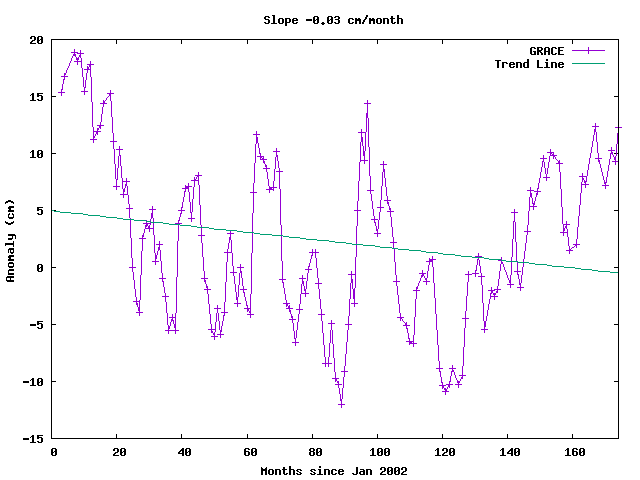 Slope -0.03 cm/month
GRACE
Trend Line
20
15
10
5
0
-5
-10
-15
Anomaly (cm)
0 20 40 60 80 100 120 140 160
Months since Jan 2002